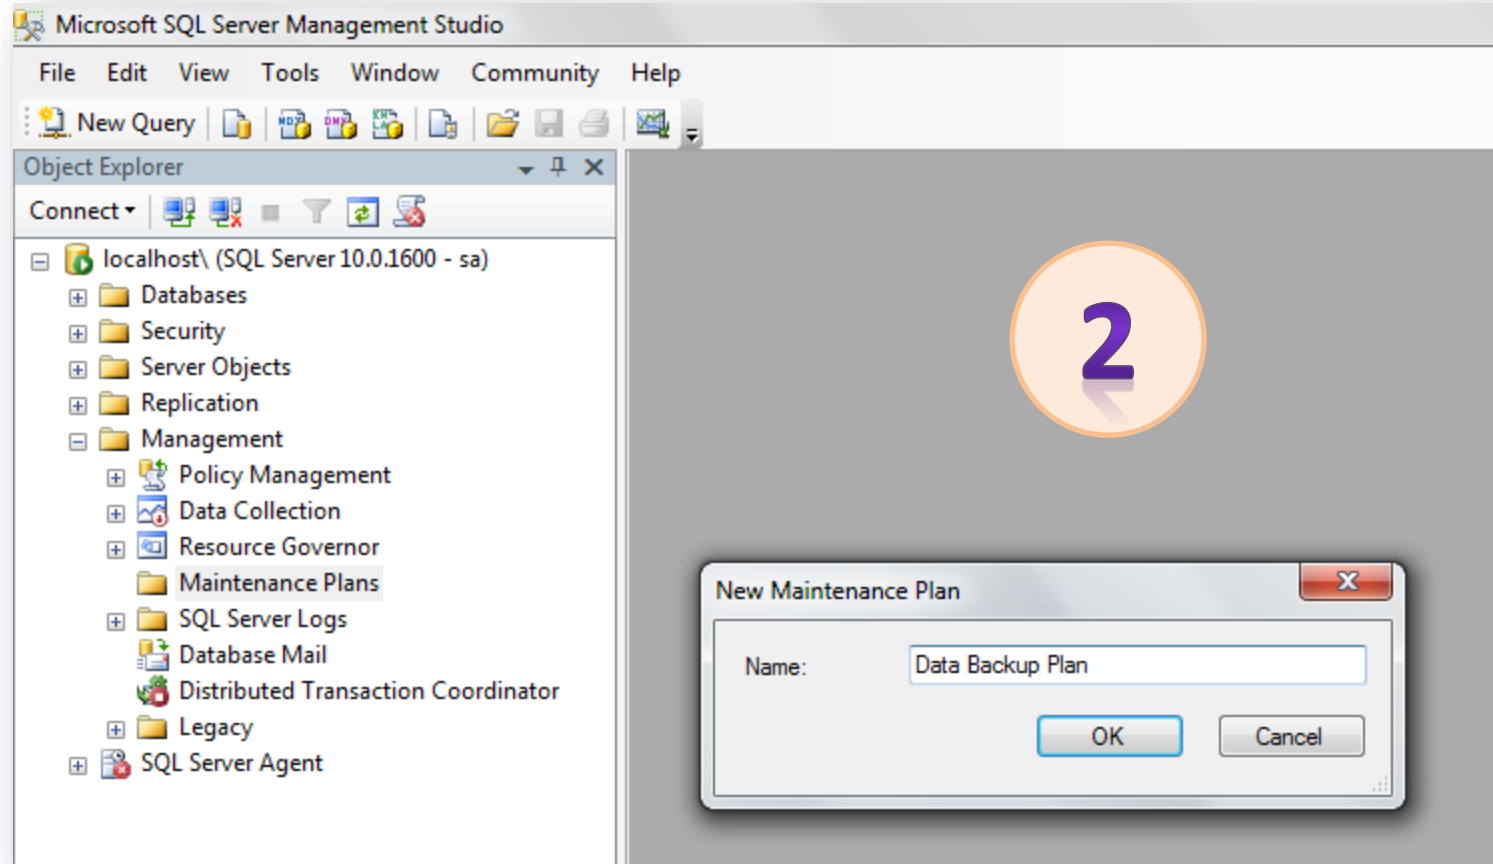 Microsoft SQL Server Management Studio
File Edit View Tools Window Community Help
New Query
Object Explorer
Connect
localhost\ (SQL Server 10.0.1600 - sa)
Databases
Security
Server Objects
Replication
Management
Policy Management
Data Collection
Resource Governor
Maintenance Plans
SQL Server Logs
Database Mail
Distributed Transaction Coordinator
Legacy
SQL Server Agent
2
New Maintenance Plan
Name: Data Backup Plan
OK Cancel